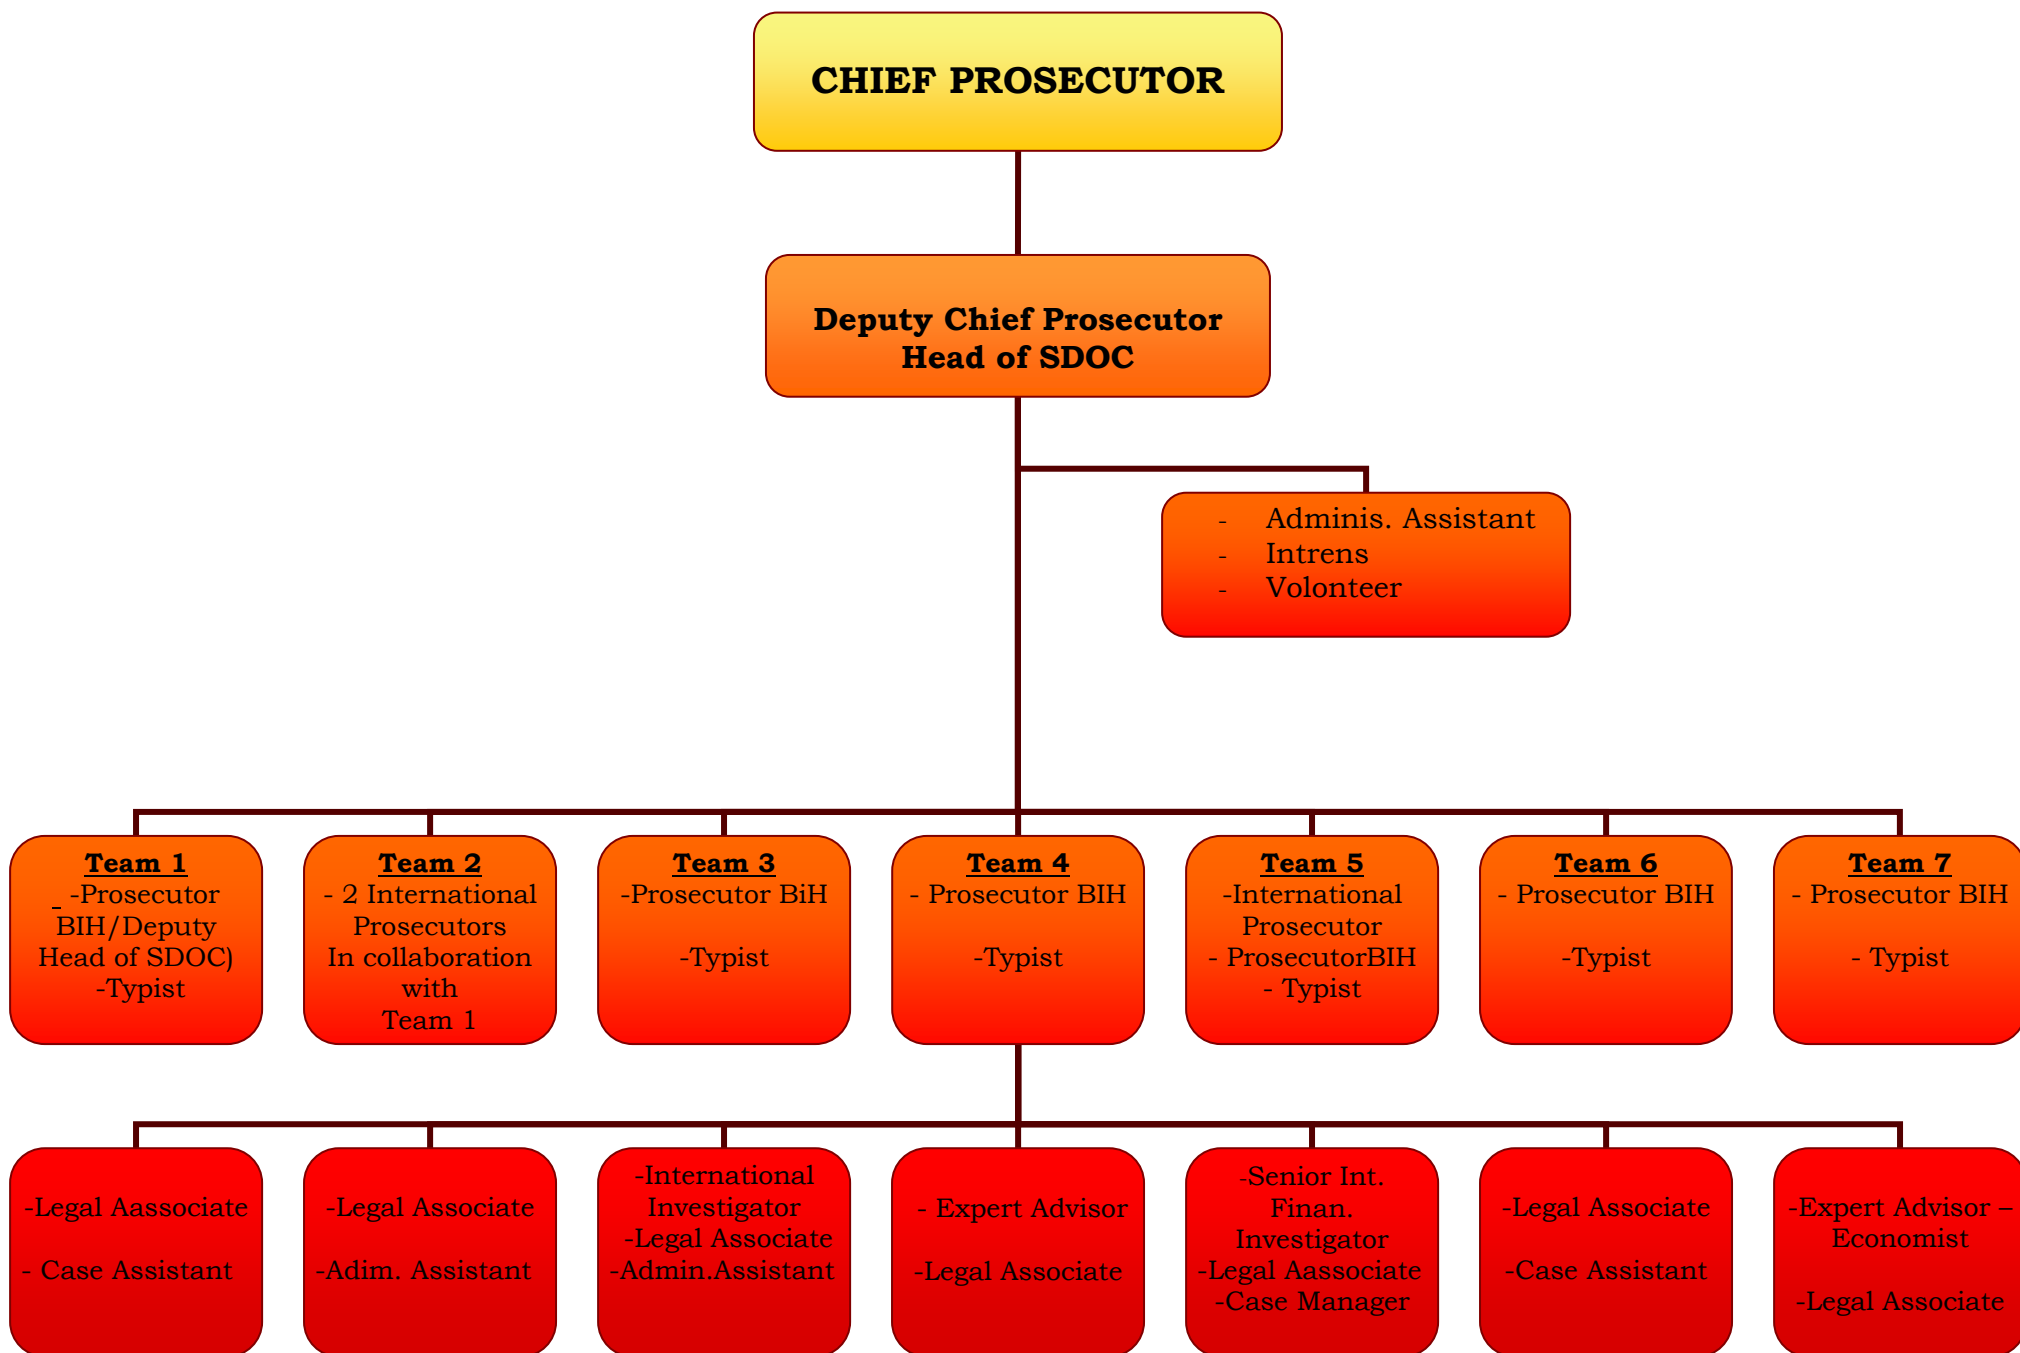 CHIEF PROSECUTOR
Deputy Chief Prosecutor
Head of SDOC
- Adminis. Assistant
- Intrens
- Volonteer
Team 1
_ -Prosecutor
BIH/Deputy
Head of SDOC)
-Typist
Team 2
- 2 International
Prosecutors
In collaboration
with
Team 1
Team 3
-Prosecutor BiH
-Typist
Team 4
- Prosecutor BIH
-Typist
Team 5
-International
Prosecutor
- ProsecutorBIH
- Typist
Team 6
- Prosecutor BIH
-Typist
Team 7
- Prosecutor BIH
- Typist
-Legal Aassociate
- Case Assistant
-Legal Associate
-Adim. Assistant
-International
Investigator
-Legal Associate
-Admin.Assistant
- Expert Advisor
-Legal Associate
-Senior Int.
Finan.
Investigator
-Legal Aassociate
-Case Manager
-Legal Associate
-Case Assistant
-Expert Advisor –
Economist
-Legal Associate